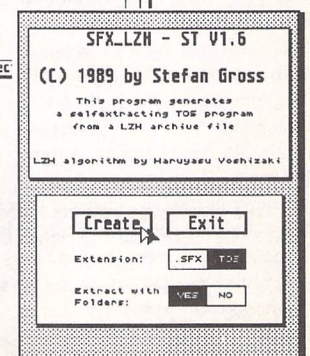 ec
SFX_LZH - ST V1.6
(C) 1989 by Stefan Gross
This program generates
a selfextracting TOS program
from a LZH archive file
LZH algorithm by Haruyasu Yoshizaki
Create Exit
Extension: .SFX .TOS
Extract with YES NO
Folders: